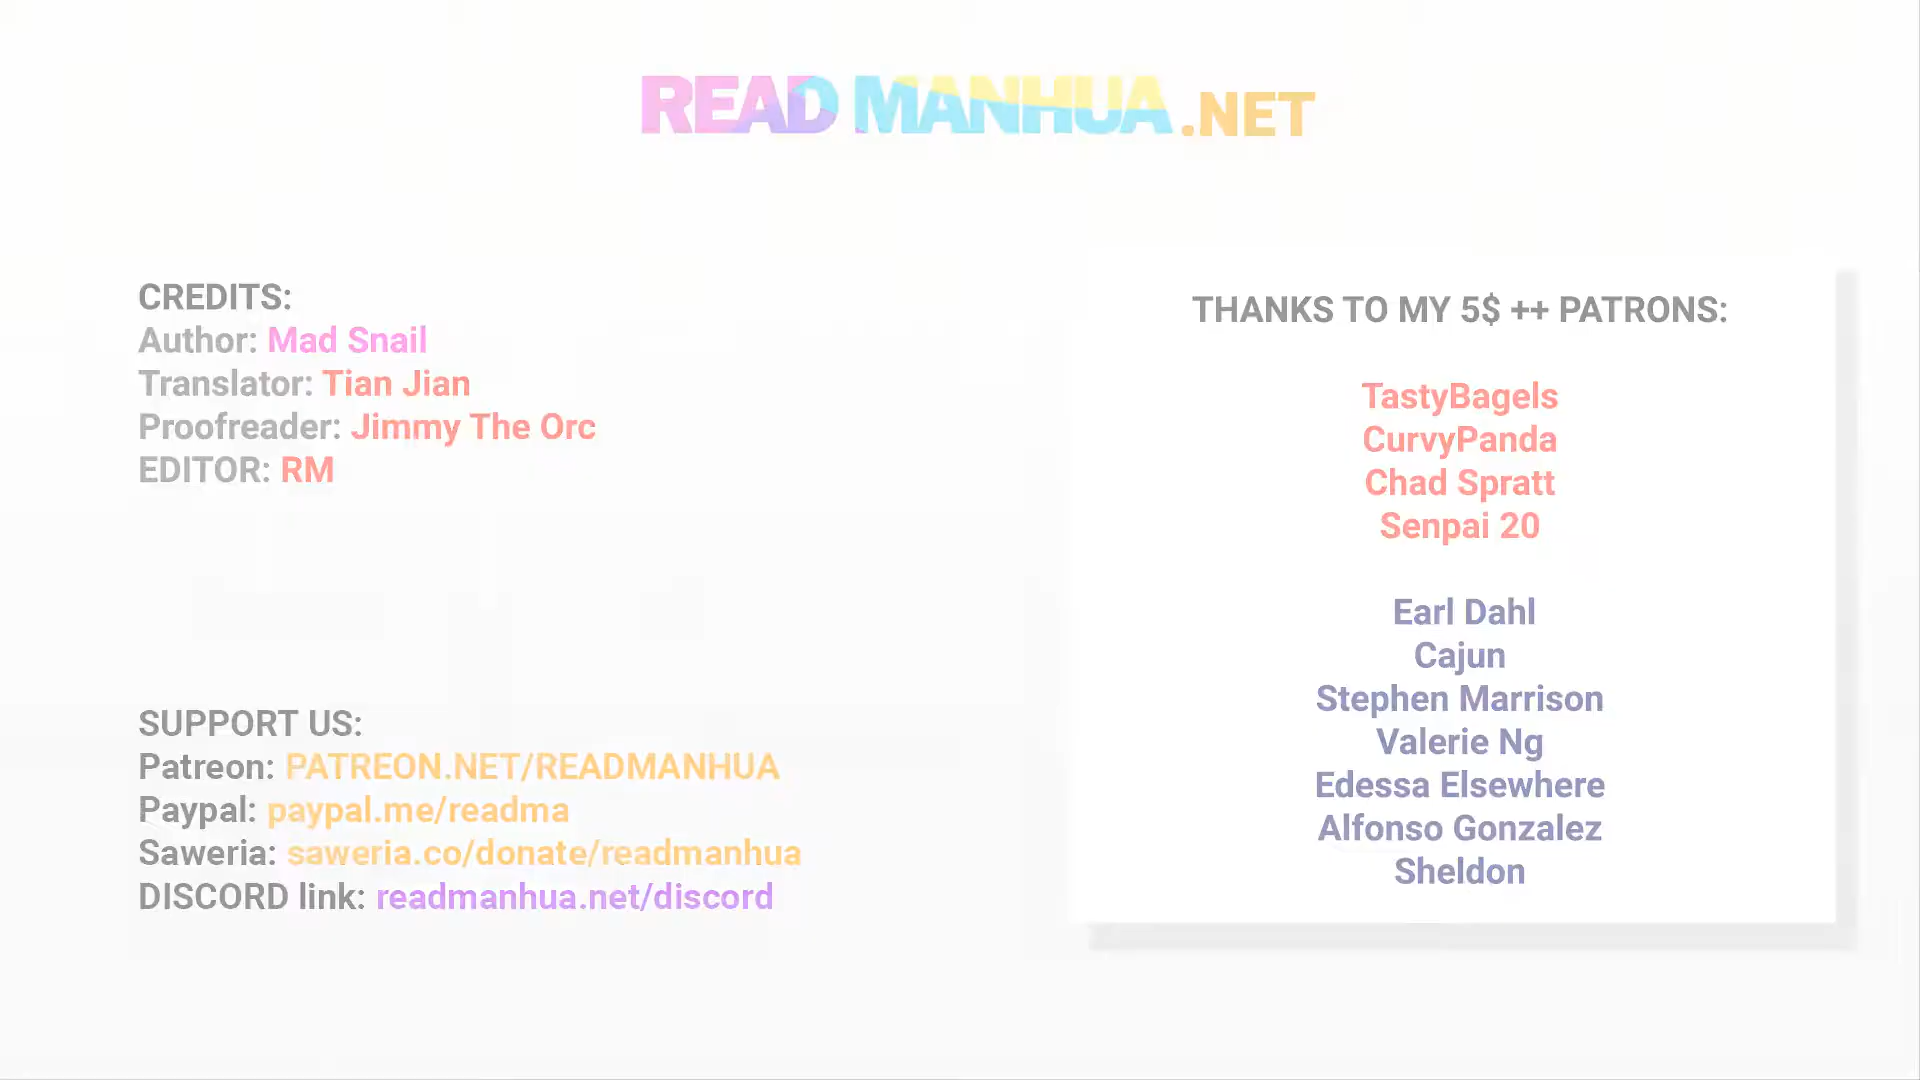 READ MANHUA.NET
CREDITS:
Author: Mad Snail
Translator: Tian Jian
Proofreader: Jimmy The Orc
EDITOR: RM
SUPPORT US:
Patreon: PATREON.NET/READMANHUA
Paypal: paypal.me/readma
Saweria: saweria.co/donate/readmanhua
DISCORD link: readmanhua.net/discord
THANKS TO MY 5$ ++ PATRONS:
TastyBagels
CurvyPanda
Chad Spratt
Senpai 20
Earl Dahl
Cajun
Stephen Marrison
Valerie Ng
Edessa Elsewhere
Alfonso Gonzalez
Sheldon